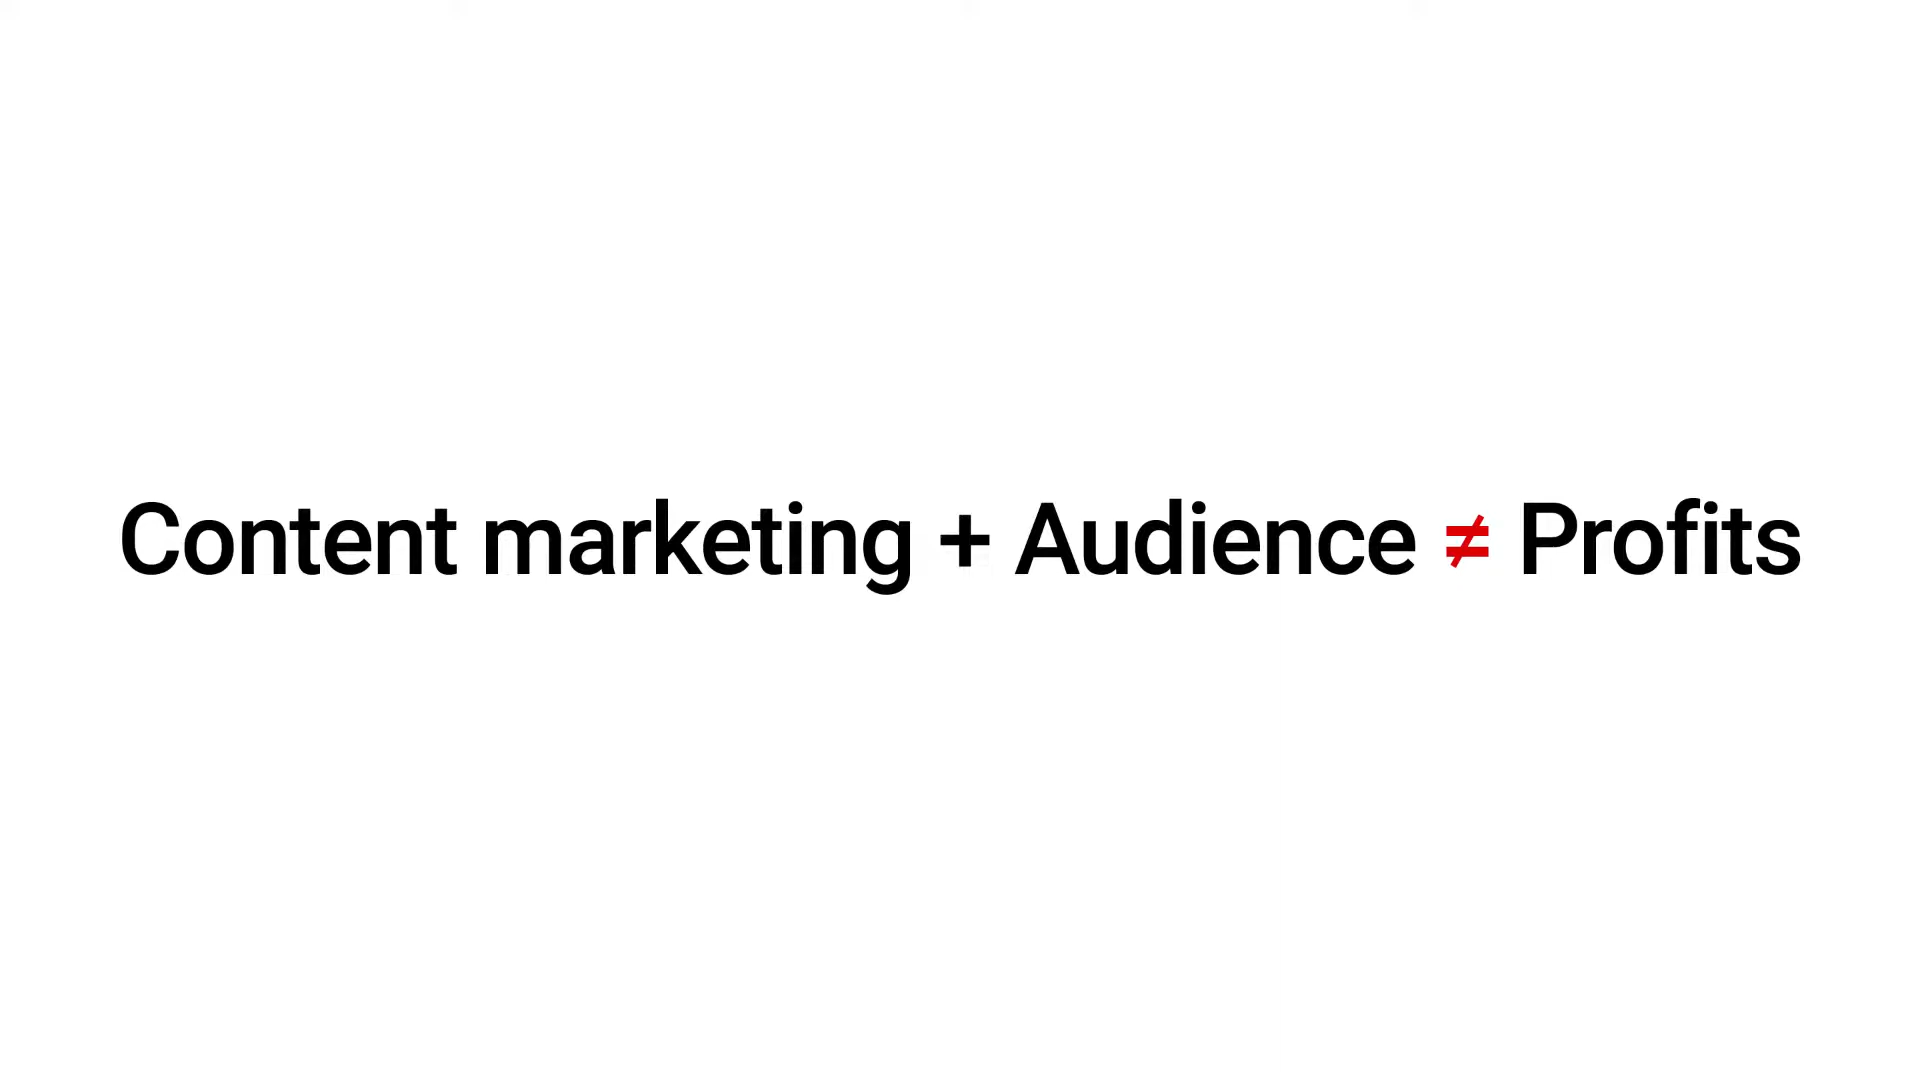 Content marketing + Audience ≠ Profits